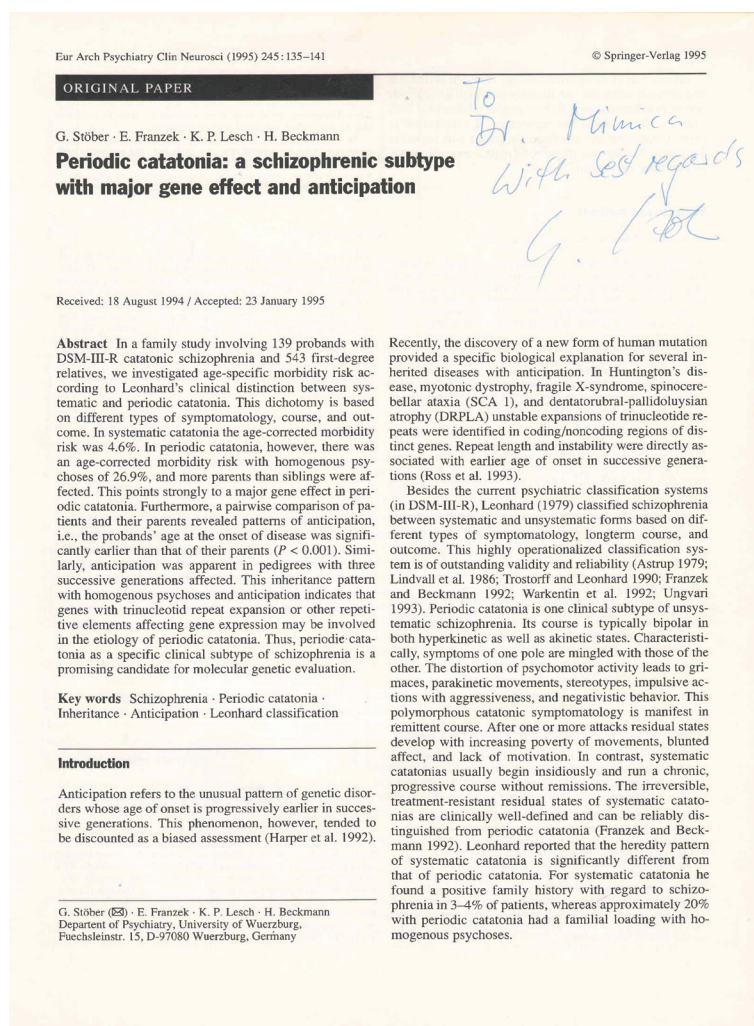 Eur Arch Psychiatry Clin Neurosci (1995) 245 : 135–141
© Springer-Verlag 1995
ORIGINAL PAPER
To
Dr. Mimica
With best regards
G.
G. Stöber · E. Franzek · K. P. Lesch · H. Beckmann
Periodic catatonia: a schizophrenic subtype
with major gene effect and anticipation
Received: 18 August 1994 / Accepted: 23 January 1995
Abstract In a family study involving 139 probands with
DSM-III-R catatonic schizophrenia and 543 first-degree
relatives, we investigated age-specific morbidity risk ac-
cording to Leonhard's clinical distinction between sys-
tematic and periodic catatonia. This dichotomy is based
on different types of symptomatology, course, and out-
come. In systematic catatonia the age-corrected morbidity
risk was 4.6%. In periodic catatonia, however, there was
an age-corrected morbidity risk with homogenous psy-
choses of 26.9%, and more parents than siblings were af-
fected. This points strongly to a major gene effect in peri-
odic catatonia. Furthermore, a pairwise comparison of pa-
tients and their parents revealed patterns of anticipation,
i.e., the probands' age at the onset of disease was signifi-
cantly earlier than that of their parents (P < 0.001). Simi-
larly, anticipation was apparent in pedigrees with three
successive generations affected. This inheritance pattern
with homogenous psychoses and anticipation indicates that
genes with trinucleotid repeat expansion or other repeti-
tive elements affecting gene expression may be involved
in the etiology of periodic catatonia. Thus, periodie cata-
tonia as a specific clinical subtype of schizophrenia is a
promising candidate for molecular genetic evaluation.
Key words Schizophrenia · Periodic catatonia ·
Inheritance · Anticipation · Leonhard classification
Introduction
Anticipation refers to the unusual pattern of genetic disor-
ders whose age of onset is progressively earlier in succes-
sive generations. This phenomenon, however, tended to
be discounted as a biased assessment (Harper et al. 1992).
G. Stöber (✉) · E. Franzek · K. P. Lesch · H. Beckmann
Departent of Psychiatry, University of Wuerzburg,
Fuechsleinstr. 15, D-97080 Wuerzburg, Germany
Recently, the discovery of a new form of human mutation
provided a specific biological explanation for several in-
herited diseases with anticipation. In Huntington's dis-
ease, myotonic dystrophy, fragile X-syndrome, spinocere-
bellar ataxia (SCA 1), and dentatorubral-pallidoluysian
atrophy (DRPLA) unstable expansions of trinucleotide re-
peats were identified in coding/noncoding regions of dis-
tinct genes. Repeat length and instability were directly as-
sociated with earlier age of onset in successive genera-
tions (Ross et al. 1993).
Besides the current psychiatric classification systems
(in DSM-III-R), Leonhard (1979) classified schizophrenia
between systematic and unsystematic forms based on dif-
ferent types of symptomatology, longterm course, and
outcome. This highly operationalized classification sys-
tem is of outstanding validity and reliability (Astrup 1979;
Lindvall et al. 1986; Trostorff and Leonhard 1990; Franzek
and Beckmann 1992; Warkentin et al. 1992; Ungvari
1993). Periodic catatonia is one clinical subtype of unsys-
tematic schizophrenia. Its course is typically bipolar in
both hyperkinetic as well as akinetic states. Characteristi-
cally, symptoms of one pole are mingled with those of the
other. The distortion of psychomotor activity leads to gri-
maces, parakinetic movements, stereotypes, impulsive ac-
tions with aggressiveness, and negativistic behavior. This
polymorphous catatonic symptomatology is manifest in
remittent course. After one or more attacks residual states
develop with increasing poverty of movements, blunted
affect, and lack of motivation. In contrast, systematic
catatonias usually begin insidiously and run a chronic,
progressive course without remissions. The irreversible,
treatment-resistant residual states of systematic catato-
nias are clinically well-defined and can be reliably dis-
tinguished from periodic catatonia (Franzek and Beck-
mann 1992). Leonhard reported that the heredity pattern
of systematic catatonia is significantly different from
that of periodic catatonia. For systematic catatonia he
found a positive family history with regard to schizo-
phrenia in 3–4% of patients, whereas approximately 20%
with periodic catatonia had a familial loading with ho-
mogenous psychoses.